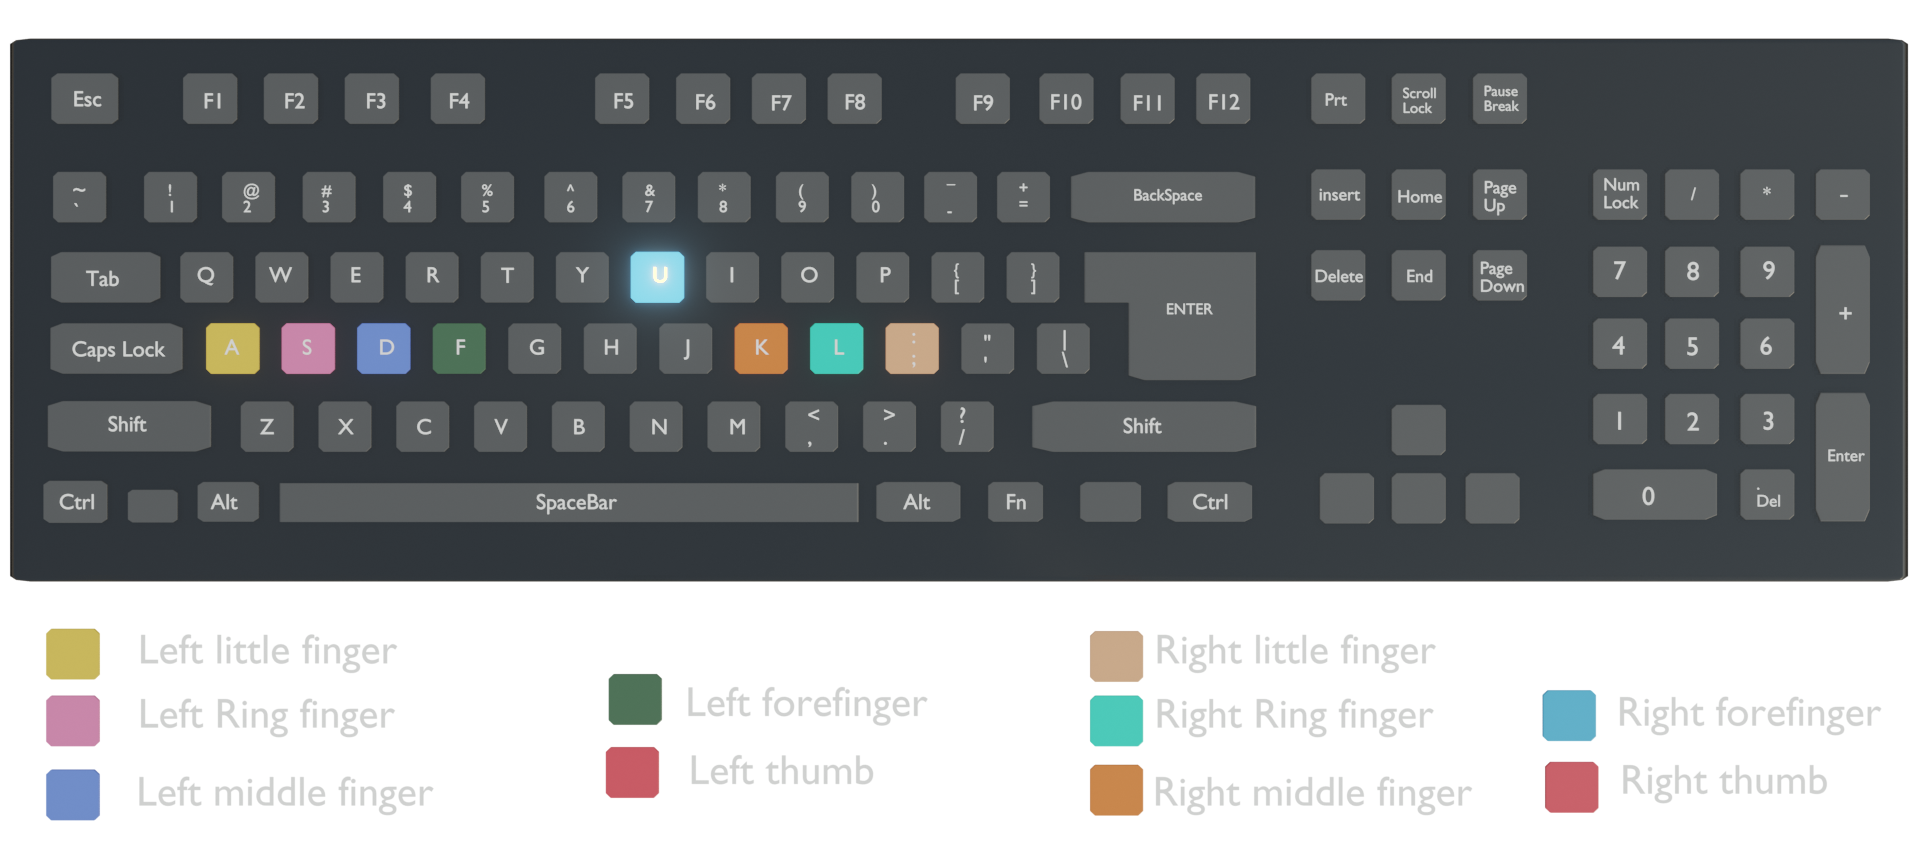 Esc F1 F2 F3 F4 F5 F6 F7 F8 F9 F10 F11 F12 Prt Scroll Lock Pause Break
~ ` ! 1 @ 2 # 3 $ 4 % 5 ^ 6 & 7 * 8 ( 9 ) 0 _ - + = BackSpace insert Home Page Up Num Lock / * -
Tab Q W E R T Y U I O P { [ } ] ENTER Delete End Page Down 7 8 9 +
Caps Lock A S D F G H J K L : ; " ' | \ 4 5 6
Shift Z X C V B N M < , > . ? / Shift 1 2 3 Enter
Ctrl Alt SpaceBar Alt Fn Ctrl 0 . Del
Left little finger
Left Ring finger
Left middle finger
Left forefinger
Left thumb
Right little finger
Right Ring finger
Right middle finger
Right forefinger
Right thumb